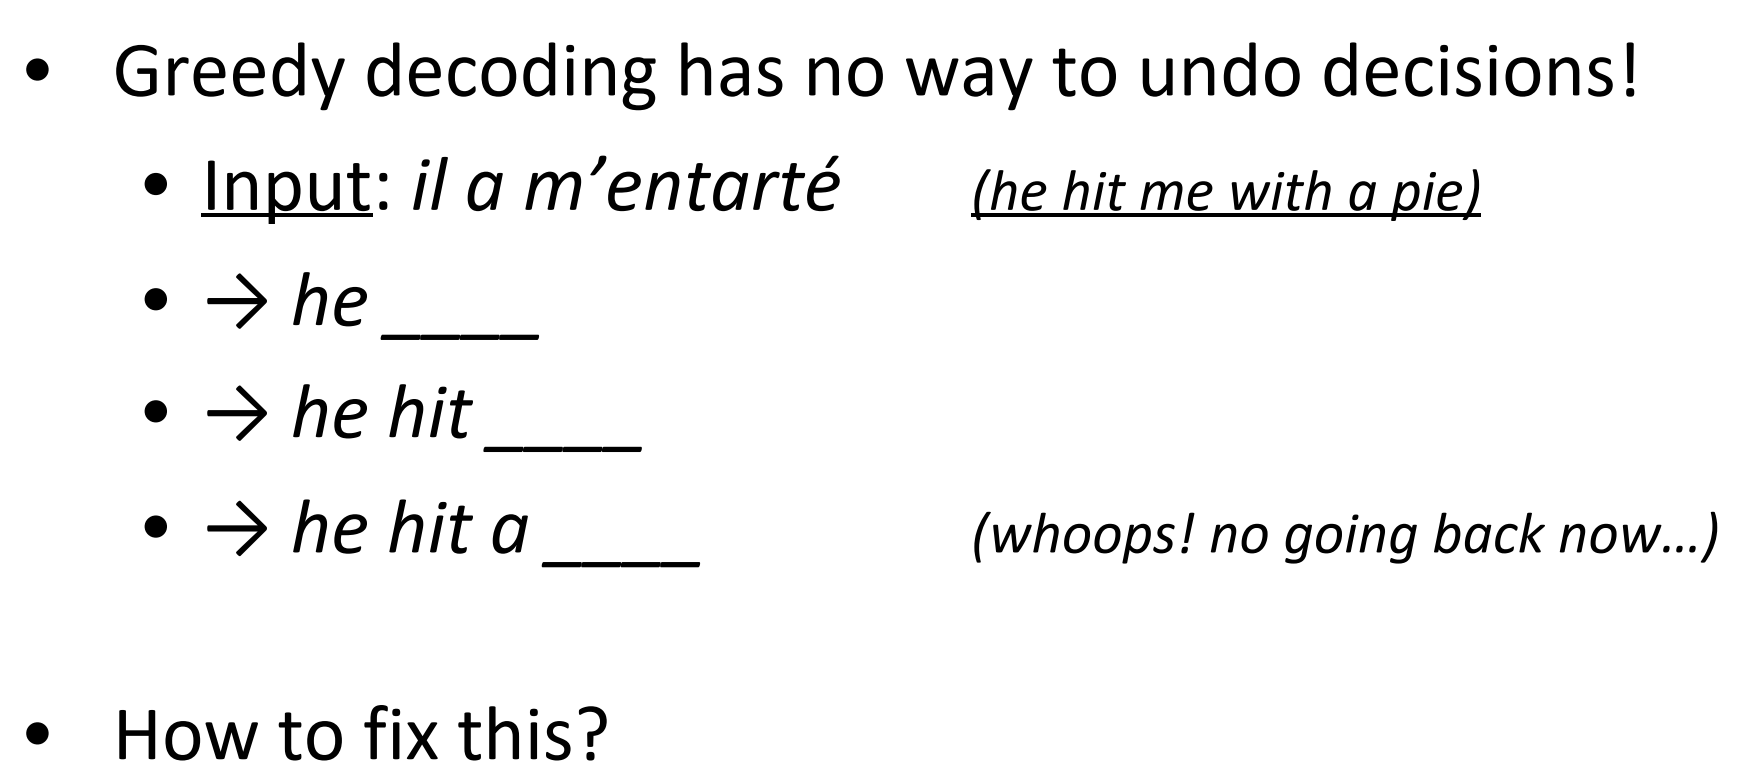 • Greedy decoding has no way to undo decisions!
• Input: il a m’entarté (he hit me with a pie)
• → he ____
• → he hit ____
• → he hit a ____ (whoops! no going back now…)
• How to fix this?